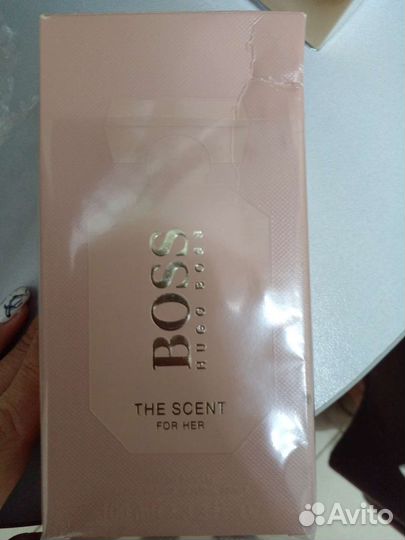 BOSS
HUGO BOSS
THE SCENT
FOR HER
Avito